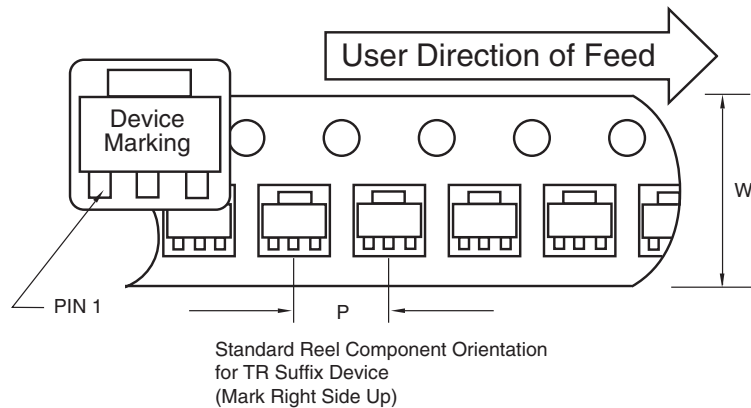 User Direction of Feed
Device
Marking
W
PIN 1
P
Standard Reel Component Orientation
for TR Suffix Device
(Mark Right Side Up)